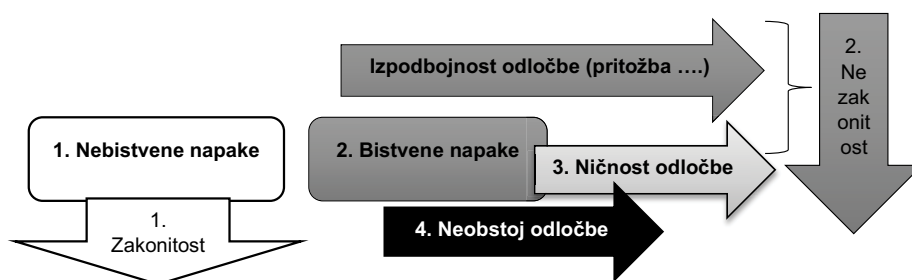 Izpodbojnost odločbe (pritožba ….)
2.
Ne
zak
onit
ost
1. Nebistvene napake
2. Bistvene napake
3. Ničnost odločbe
1.
Zakonitost
4. Neobstoj odločbe